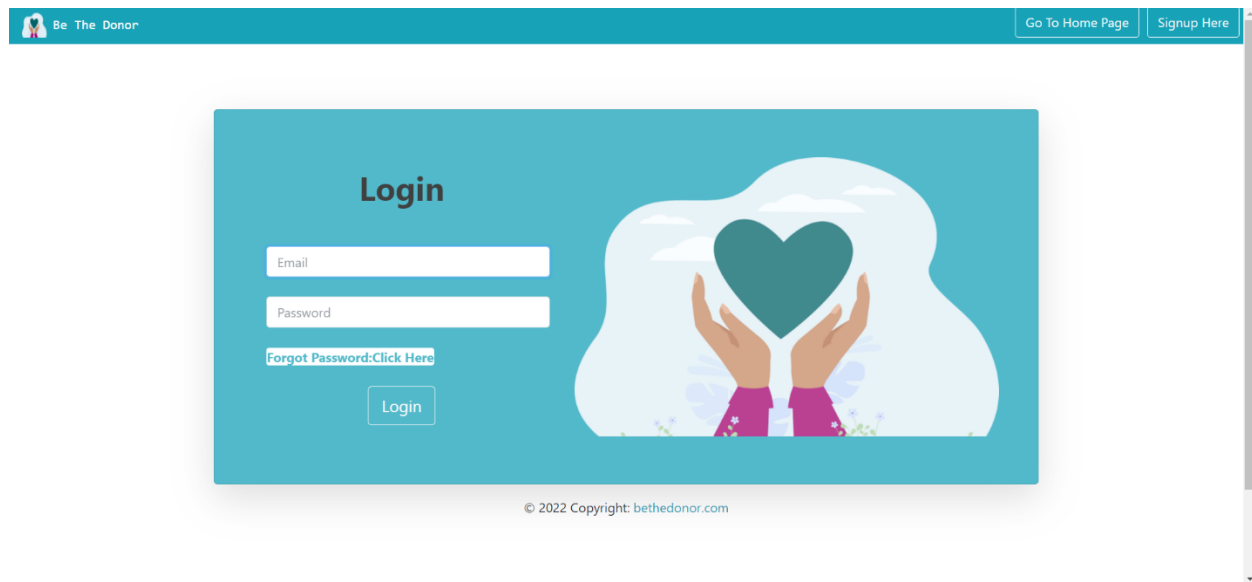 Be The Donor
Go To Home Page
Signup Here
Login
Email
Password
Forgot Password:Click Here
Login
© 2022 Copyright: bethedonor.com